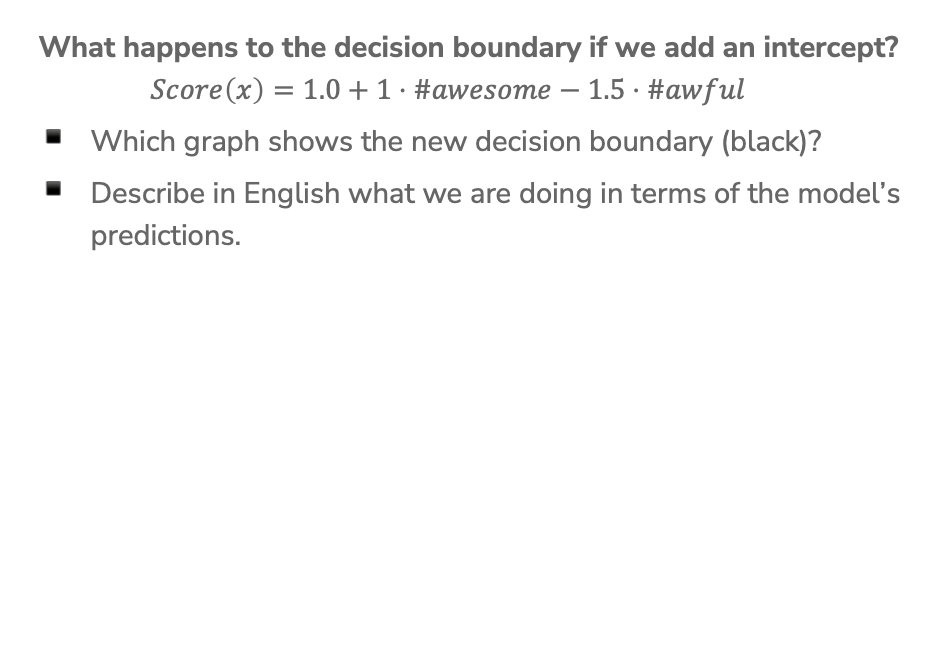 What happens to the decision boundary if we add an intercept?
𝑆𝑐𝑜𝑟𝑒(𝑥) = 1.0 + 1 · #𝑎𝑤𝑒𝑠𝑜𝑚𝑒 − 1.5 · #𝑎𝑤𝑓𝑢𝑙
▪ Which graph shows the new decision boundary (black)?
▪ Describe in English what we are doing in terms of the model’s
predictions.